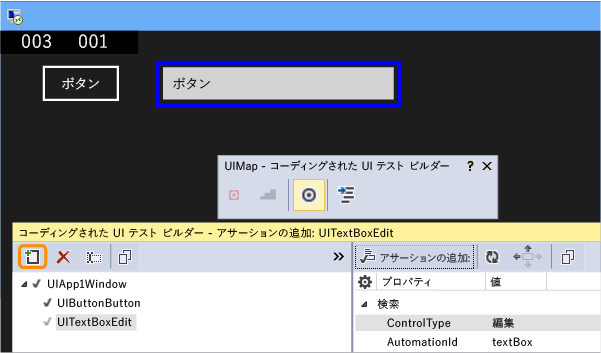 003 001
ボタン ボタン
UIMap - コーディングされた UI テスト ビルダー ?
コーディングされた UI テスト ビルダー - アサーションの追加: UITextBoxEdit
アサーションの追加:
UIApp1Window
UIButtonButton
UITextBoxEdit
プロパティ 値
検索
ControlType 編集
AutomationId textBox